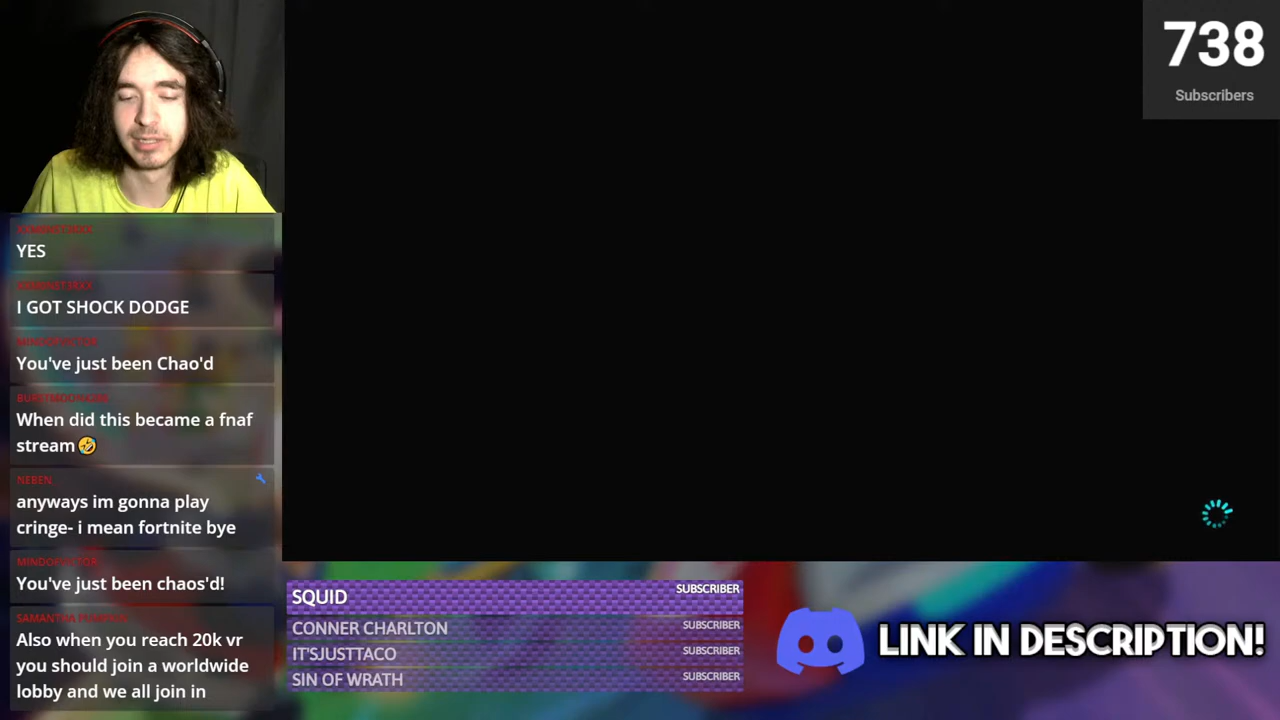 738
Subscribers
YES
I GOT SHOCK DODGE
You've just been Chao'd
When did this became a fnaf
stream🤣
NEBEN
anyways im gonna play
cringe- i mean fortnite bye
You've just been chaos'd!
Also when you reach 20k vr
you should join a worldwide
lobby and we all join in
SQUID SUBSCRIBER
CONNER CHARLTON SUBSCRIBER
IT'SJUSTTACO SUBSCRIBER
SIN OF WRATH SUBSCRIBER
LINK IN DESCRIPTION!